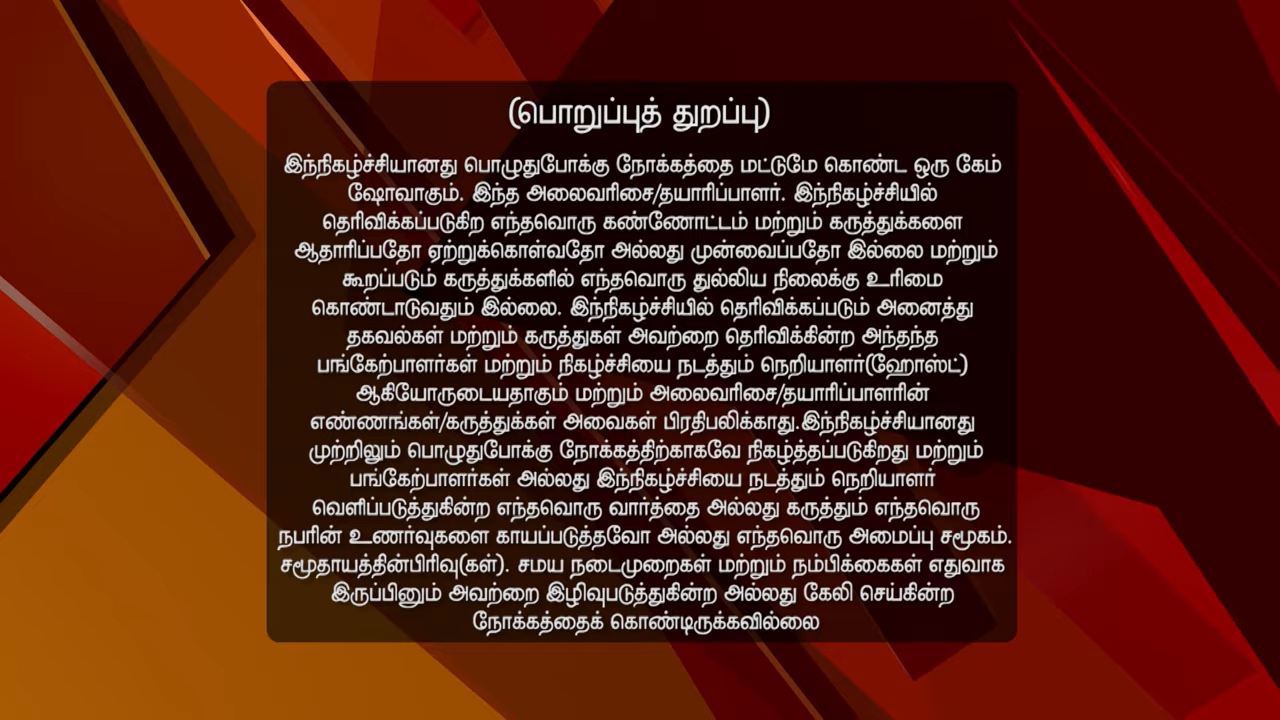 (பொறுப்புத் துறப்பு)
இந்நிகழ்ச்சியானது பொழுதுபோக்கு நோக்கத்தை மட்டுமே கொண்ட ஒரு கேம்
ஷோவாகும். இந்த அலைவரிசை/தயாரிப்பாளர். இந்நிகழ்ச்சியில்
தெரிவிக்கப்படுகிற எந்தவொரு கண்ணோட்டம் மற்றும் கருத்துக்களை
ஆதாரிப்பதோ ஏற்றுக்கொள்வதோ அல்லது முன்வைப்பதோ இல்லை மற்றும்
கூறப்படும் கருத்துக்களில் எந்தவொரு துல்லிய நிலைக்கு உரிமை
கொண்டாடுவதும் இல்லை. இந்நிகழ்ச்சியில் தெரிவிக்கப்படும் அனைத்து
தகவல்கள் மற்றும் கருத்துகள் அவற்றை தெரிவிக்கின்ற அந்தந்த
பங்கேற்பாளர்கள் மற்றும் நிகழ்ச்சியை நடத்தும் நெறியாளர்(ஹோஸ்ட்)
ஆகியோருடையதாகும் மற்றும் அலைவரிசை/தயாரிப்பாளரின்
எண்ணங்கள்/கருத்துக்கள் அவைகள் பிரதிபலிக்காது.இந்நிகழ்ச்சியானது
முற்றிலும் பொழுதுபோக்கு நோக்கத்திற்காகவே நிகழ்த்தப்படுகிறது மற்றும்
பங்கேற்பாளர்கள் அல்லது இந்நிகழ்ச்சியை நடத்தும் நெறியாளர்
வெளிப்படுத்துகின்ற எந்தவொரு வார்த்தை அல்லது கருத்தும் எந்தவொரு
நபரின் உணர்வுகளை காயப்படுத்தவோ அல்லது எந்தவொரு அமைப்பு சமூகம்.
சமூதாயத்தின்பிரிவு(கள்). சமய நடைமுறைகள் மற்றும் நம்பிக்கைகள் எதுவாக
இருப்பினும் அவற்றை இழிவுபடுத்துகின்ற அல்லது கேலி செய்கின்ற
நோக்கத்தைக் கொண்டிருக்கவில்லை